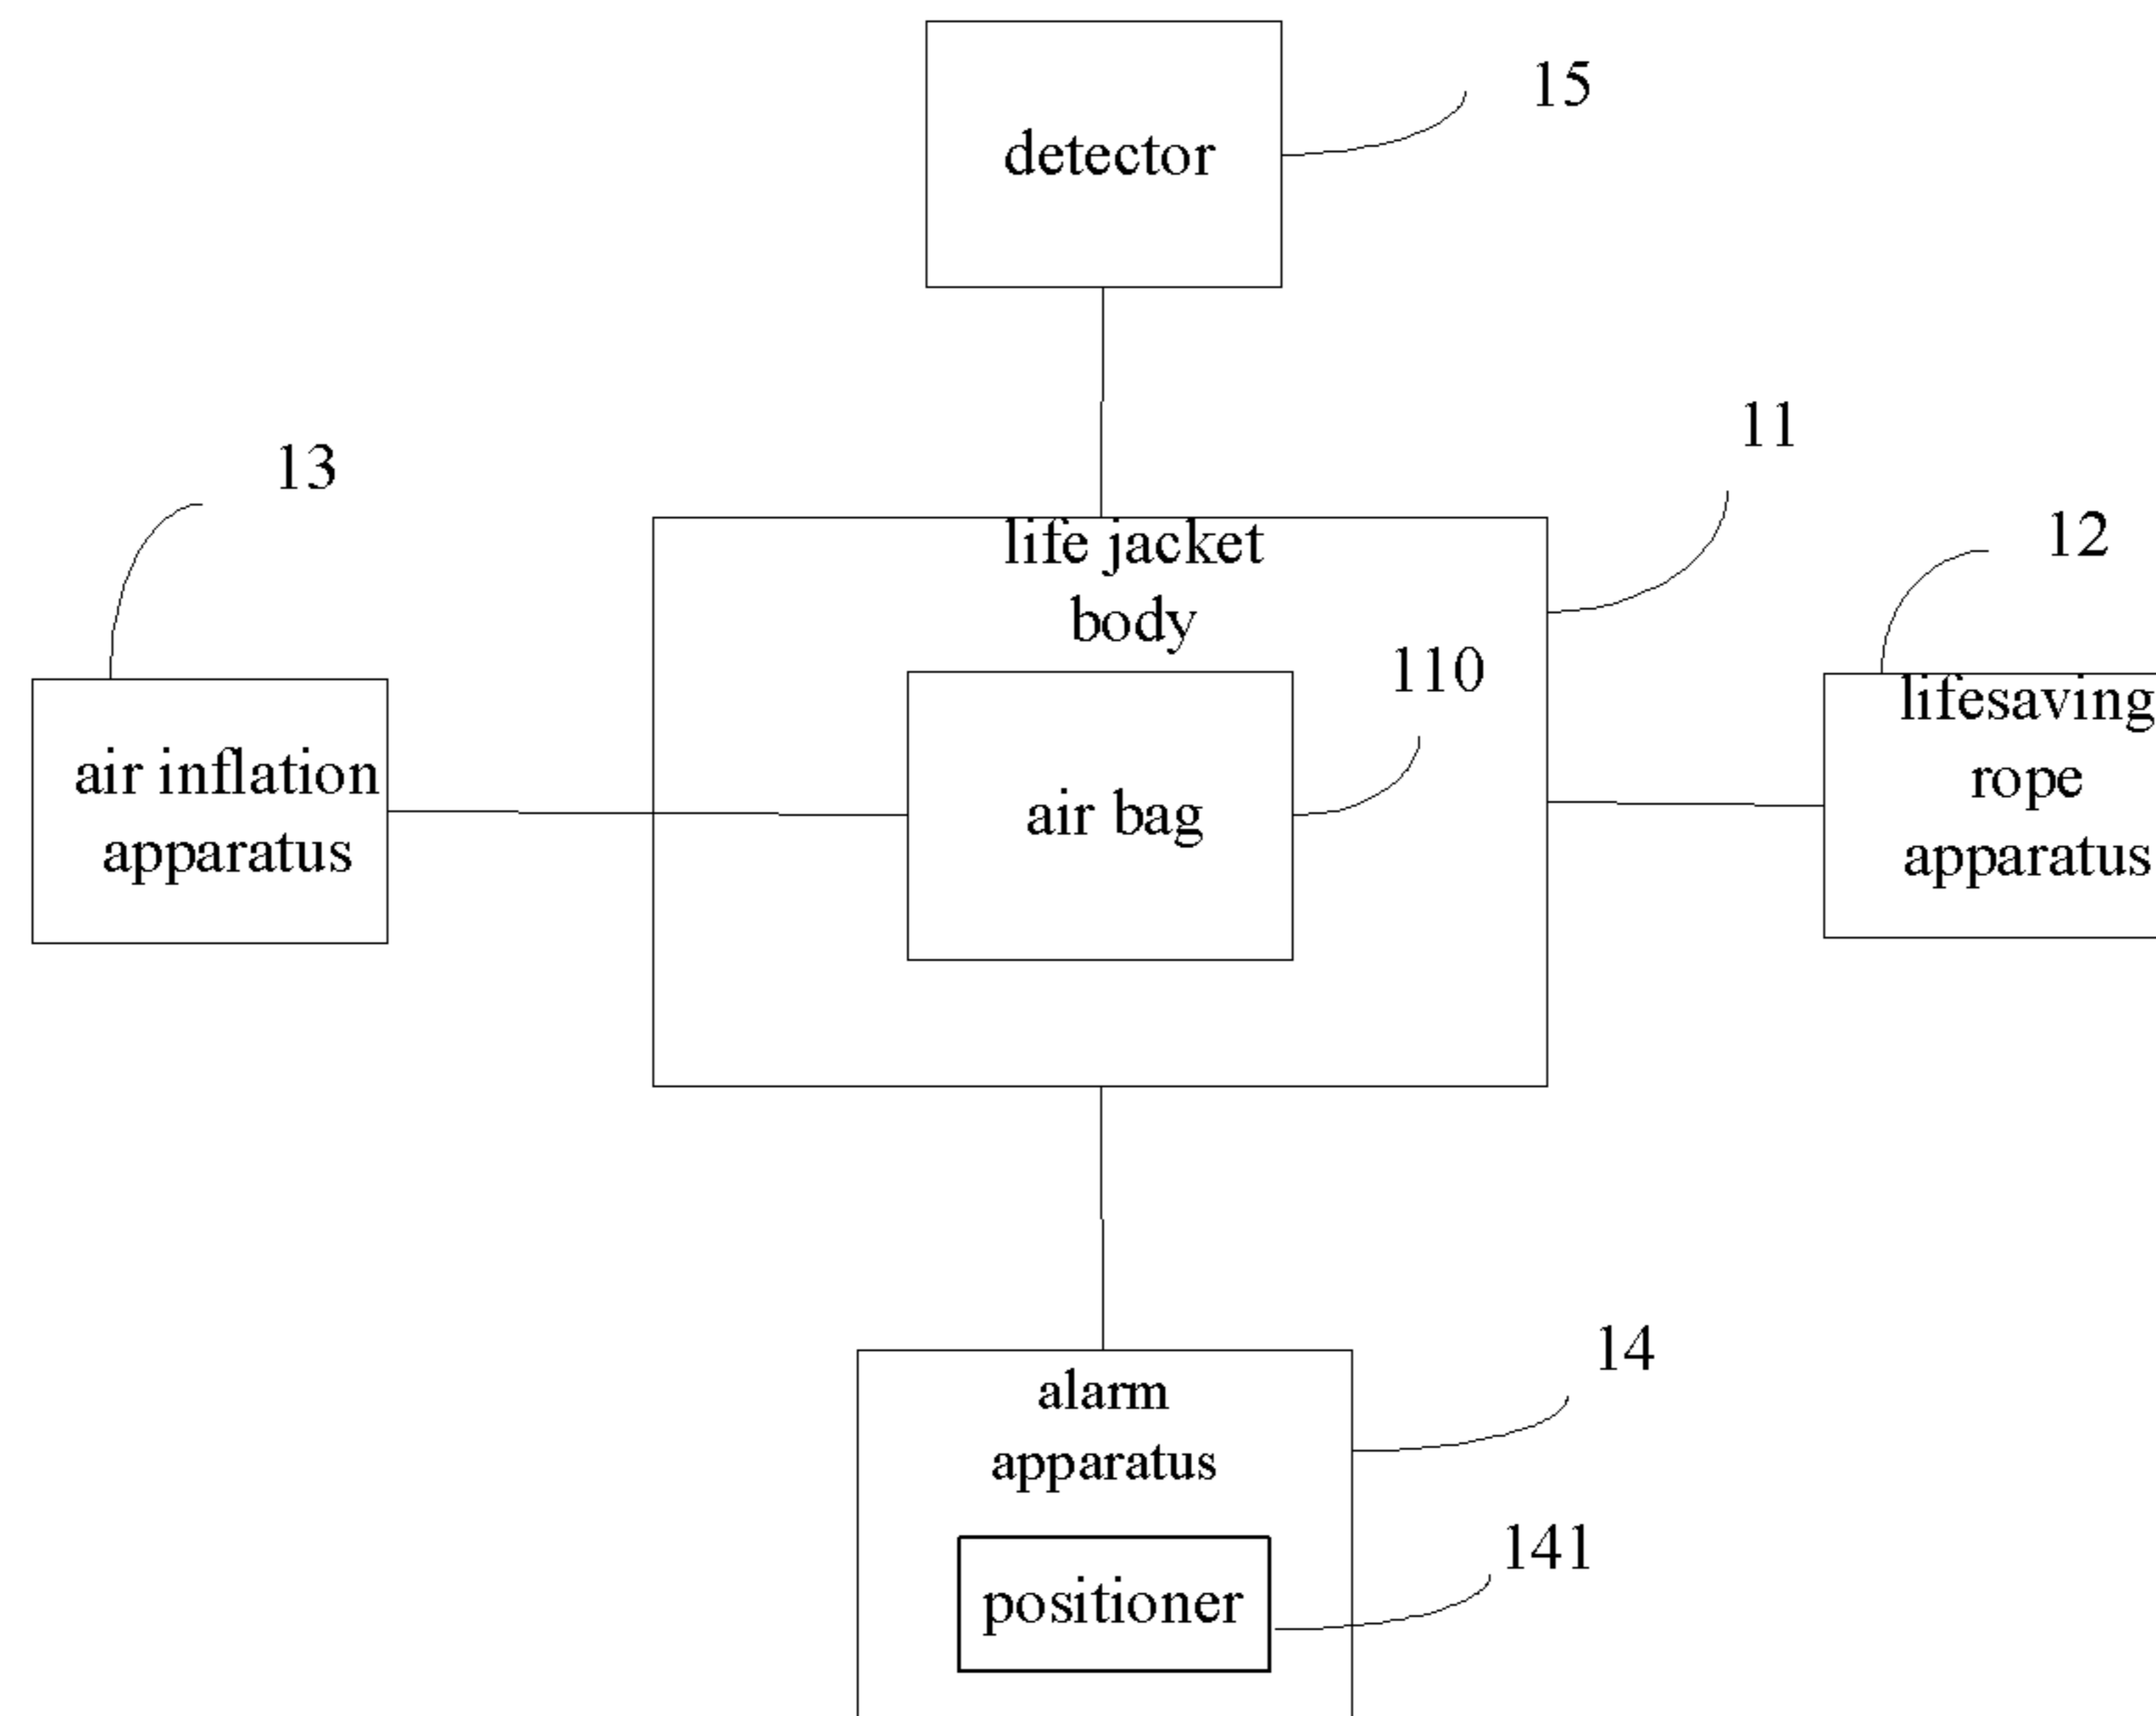 15
detector
11
13
12
life jacket
body
110
lifesaving
rope
apparatus
air inflation
apparatus
air bag
14
alarm
apparatus
141
positioner